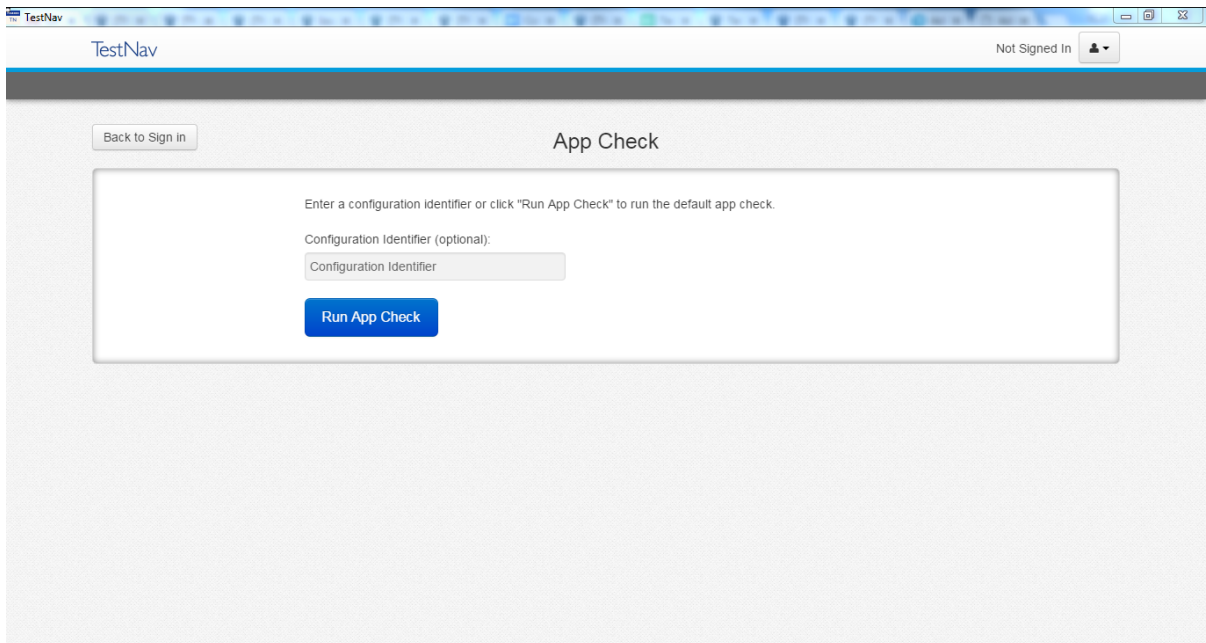 TestNav
TestNav
Not Signed In
Back to Sign in
App Check
Enter a configuration identifier or click "Run App Check" to run the default app check.
Configuration Identifier (optional):
Configuration Identifier
Run App Check